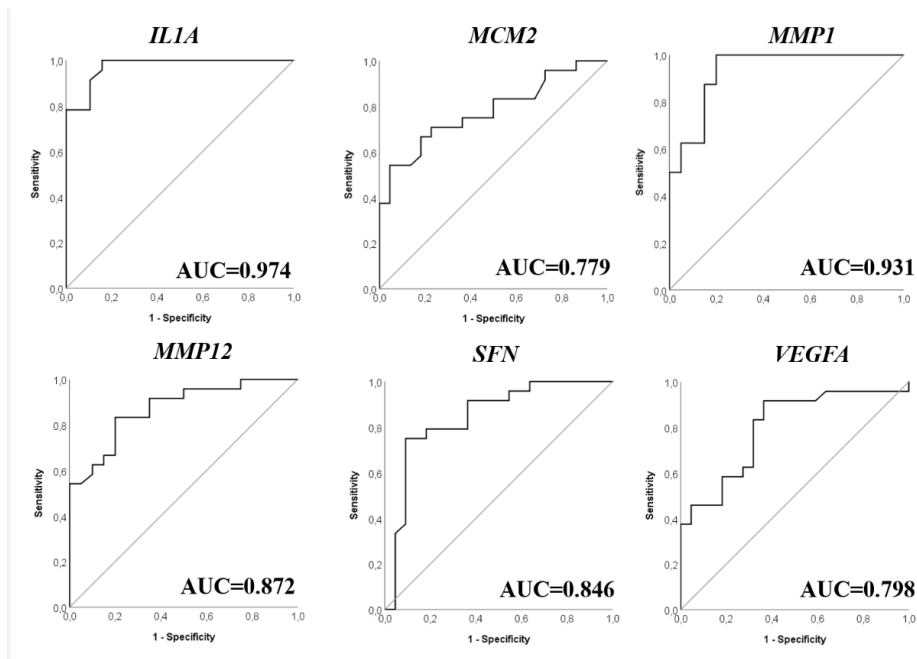 IL1A
MCM2
MMP1
1,0
0,8
0,6
0,4
0,2
0,0
Sensitivity
AUC=0.974
0,0 0,2 0,4 0,6 0,8 1,0
1 - Specificity
1,0
0,8
0,6
0,4
0,2
0,0
Sensitivity
AUC=0.779
0,0 0,2 0,4 0,6 0,8 1,0
1 - Specificity
1,0
0,8
0,6
0,4
0,2
0,0
Sensitivity
AUC=0.931
0,0 0,2 0,4 0,6 0,8 1,0
1 - Specificity
MMP12
SFN
VEGFA
1,0
0,8
0,6
0,4
0,2
0,0
Sensitivity
AUC=0.872
0,0 0,2 0,4 0,6 0,8 1,0
1 - Specificity
1,0
0,8
0,6
0,4
0,2
0,0
Sensitivity
AUC=0.846
0,0 0,2 0,4 0,6 0,8 1,0
1 - Specificity
1,0
0,8
0,6
0,4
0,2
0,0
Sensitivity
AUC=0.798
0,0 0,2 0,4 0,6 0,8 1,0
1 - Specificity